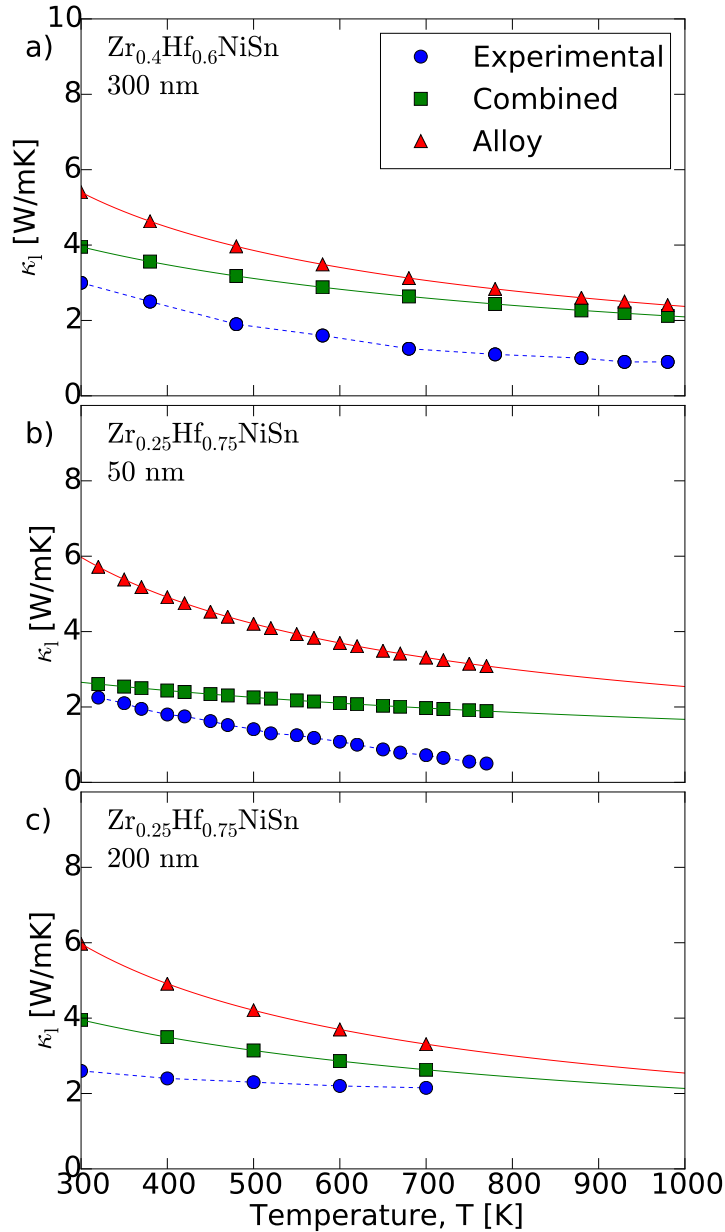 10
a)
Zr0.4Hf0.6NiSn
300 nm
Experimental
Combined
Alloy
8
6
4
2
0
κl [W/mK]
b)
Zr0.25Hf0.75NiSn
50 nm
8
6
4
2
0
κl [W/mK]
c)
Zr0.25Hf0.75NiSn
200 nm
8
6
4
2
0
κl [W/mK]
300 400 500 600 700 800 900 1000
Temperature, T [K]